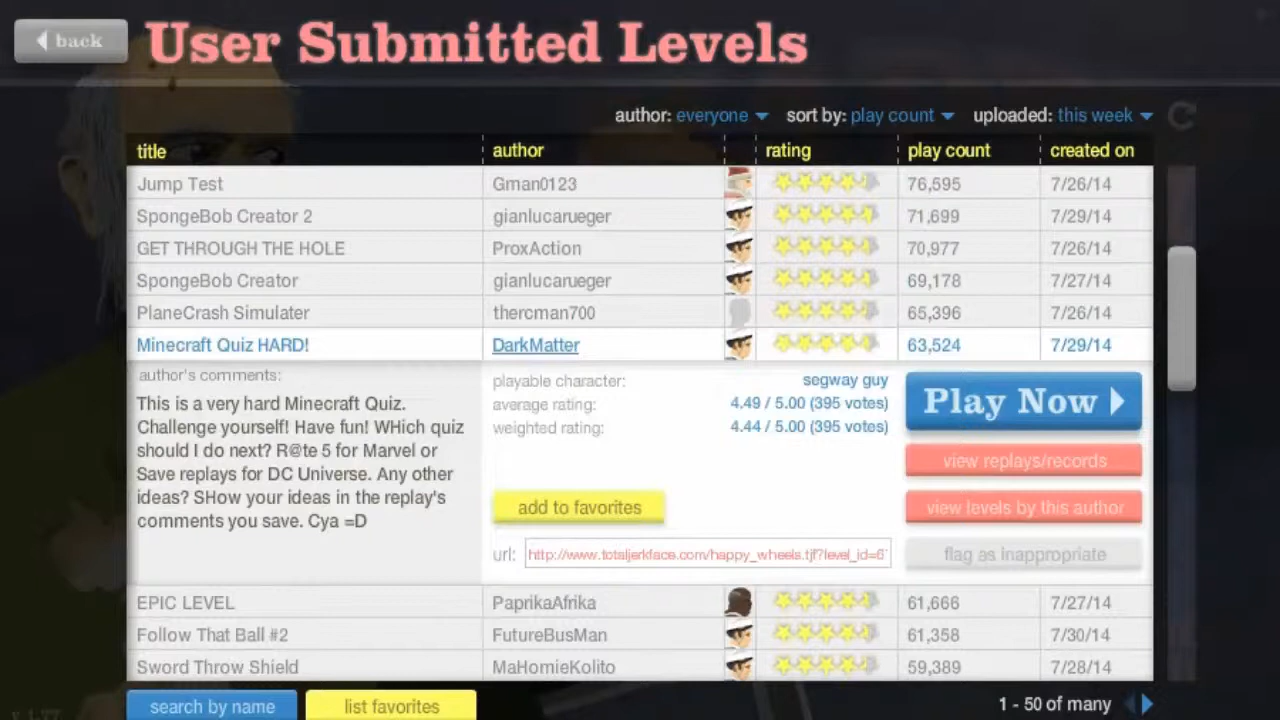 back
User Submitted Levels
author: everyone sort by: play count uploaded: this week
title author rating play count created on
Jump Test Gman0123 76,595 7/26/14
SpongeBob Creator 2 gianlucarueger 71,699 7/29/14
GET THROUGH THE HOLE ProxAction 70,977 7/26/14
SpongeBob Creator gianlucarueger 69,178 7/27/14
PlaneCrash Simulater thercman700 65,396 7/26/14
Minecraft Quiz HARD! DarkMatter 63,524 7/29/14
author's comments:
This is a very hard Minecraft Quiz.
Challenge yourself! Have fun! WHich quiz
should I do next? R@te 5 for Marvel or
Save replays for DC Universe. Any other
ideas? SHow your ideas in the replay's
comments you save. Cya =D
playable character: segway guy
average rating: 4.49 / 5.00 (395 votes)
weighted rating: 4.44 / 5.00 (395 votes)
add to favorites
url: http://www.totaljerkface.com/happy_wheels.tjf?level_id=6
Play Now
view replays/records
view levels by this author
flag as inappropriate
EPIC LEVEL PaprikaAfrika 61,666 7/27/14
Follow That Ball #2 FutureBusMan 61,358 7/30/14
Sword Throw Shield MaHomieKolito 59,389 7/28/14
search by name list favorites 1 - 50 of many